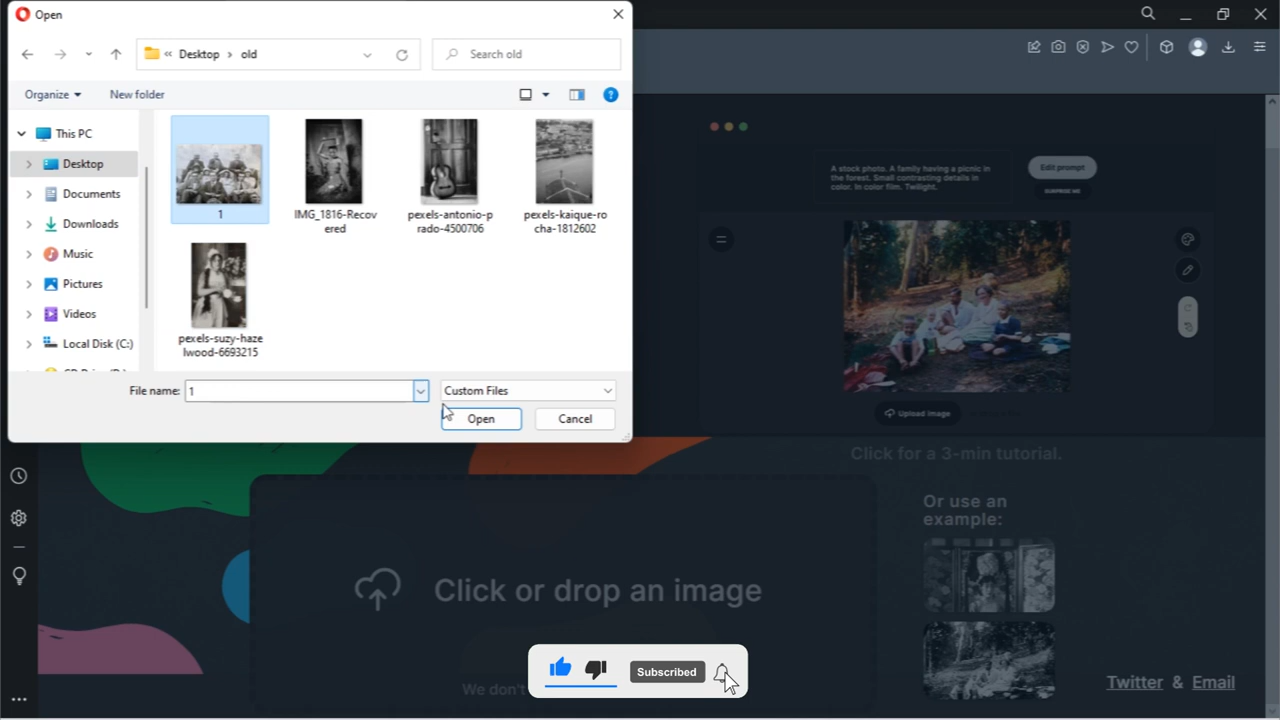 Open
Desktop › old
Search old
Organize
New folder
This PC
Desktop
Documents
Downloads
Music
Pictures
Videos
Local Disk (C:)
1
IMG_1816-Recov
ered
pexels-antonio-p
rado-4500706
pexels-kaique-ro
cha-1812602
pexels-suzy-haze
lwood-6693215
File name: 1
Custom Files
Open
Cancel
A stock photo. A family having a picnic in
the forest. Small contrasting details in
color. In color film. Twilight.
Edit prompt
SURPRISE ME
Upload image
Click for a 3-min tutorial.
Or use an
example:
Click or drop an image
We don't
Subscribed
Twitter & Email